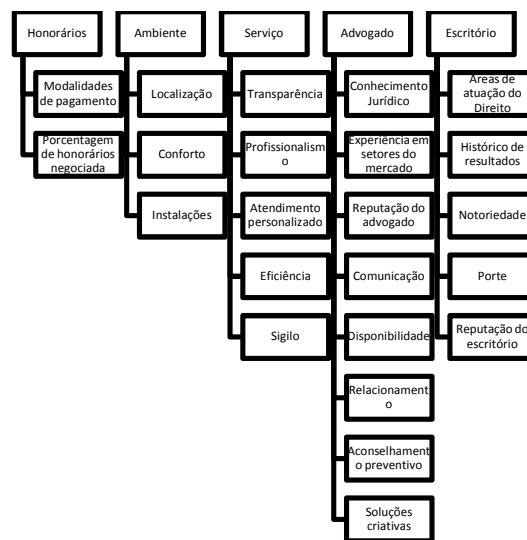 Honorários
Modalidades
de pagamento
Porcentagem
de honorários
negociada
Ambiente
Localização
Conforto
Instalações
Serviço
Transparência
Profissionalism
o
Atendimento
personalizado
Eficiência
Sigilo
Advogado
Conhecimento
Jurídico
Experiência em
setores do
mercado
Reputação do
advogado
Comunicação
Disponibilidade
Relacionament
o
Aconselhament
o preventivo
Soluções
criativas
Escritório
Áreas de
atuação do
Direito
Histórico de
resultados
Notoriedade
Porte
Reputação do
escritório